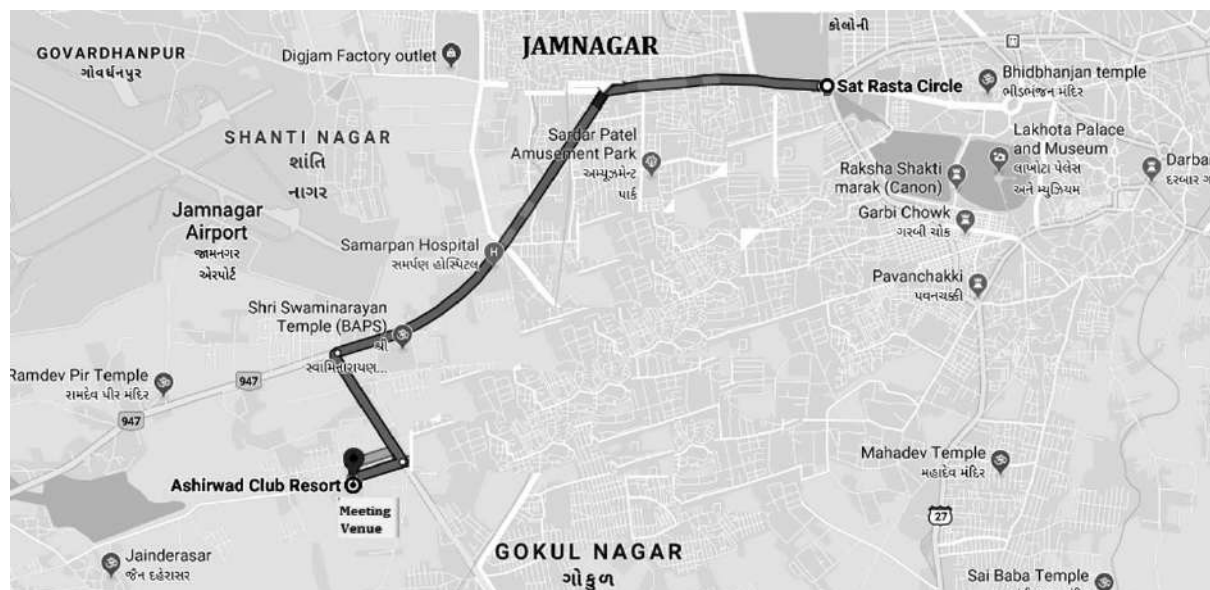 કોલોની
JAMNAGAR
GOVARDHANPUR
ગોવર્ધનપુર
Digjam Factory outlet
Sat Rasta Circle
Bhidbhanjan temple
ભીડભંજન મંદિર
SHANTI NAGAR
શાંતિ
નાગર
Sardar Patel
Amusement Park
અમ્યૂઝમેન્ટ
પાર્ક
Lakhota Palace
and Museum
લાખોટા પેલેસ
અને મ્યુઝિયમ
Raksha Shakti
marak (Canon)
Darba
દરબાર ગ
Jamnagar
Airport
જામનગર
એરપોર્ટ
Garbi Chowk
ગરબી ચોક
Samarpan Hospital
સમર્પણ હોસ્પિટલ
H
Pavanchakki
પવનચક્કી
Shri Swaminarayan
Temple (BAPS)
શ્રી
સ્વામિનારાયણ...
Ramdev Pir Temple
રામદેવ પીર મંદિર
947
947
Mahadev Temple
મહાદેવ મંદિર
Ashirwad Club Resort
Meeting
Venue
27
Jainderasar
જૈન દહેરાસર
GOKUL NAGAR
ગોકુળ
Sai Baba Temple